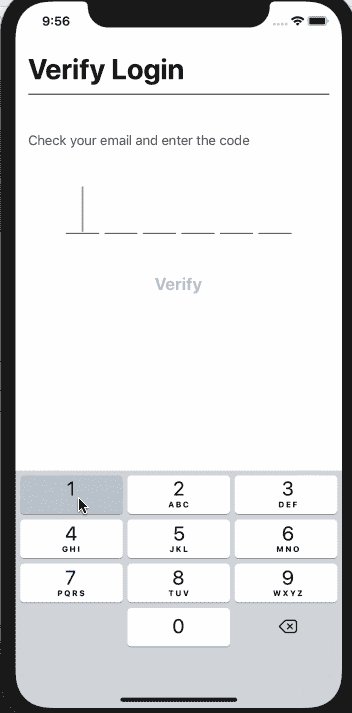 9:56
Verify Login
Check your email and enter the code
Verify
1 2 3
ABC DEF
4 5 6
GHI JKL MNO
7 8 9
PQRS TUV WXYZ
0